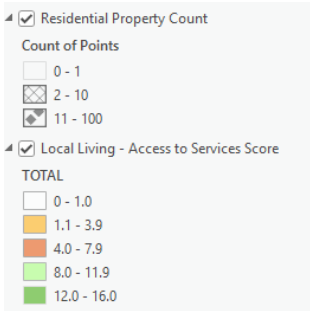 Residential Property Count
Count of Points
0 - 1
2 - 10
11 - 100
Local Living - Access to Services Score
TOTAL
0 - 1.0
1.1 - 3.9
4.0 - 7.9
8.0 - 11.9
12.0 - 16.0